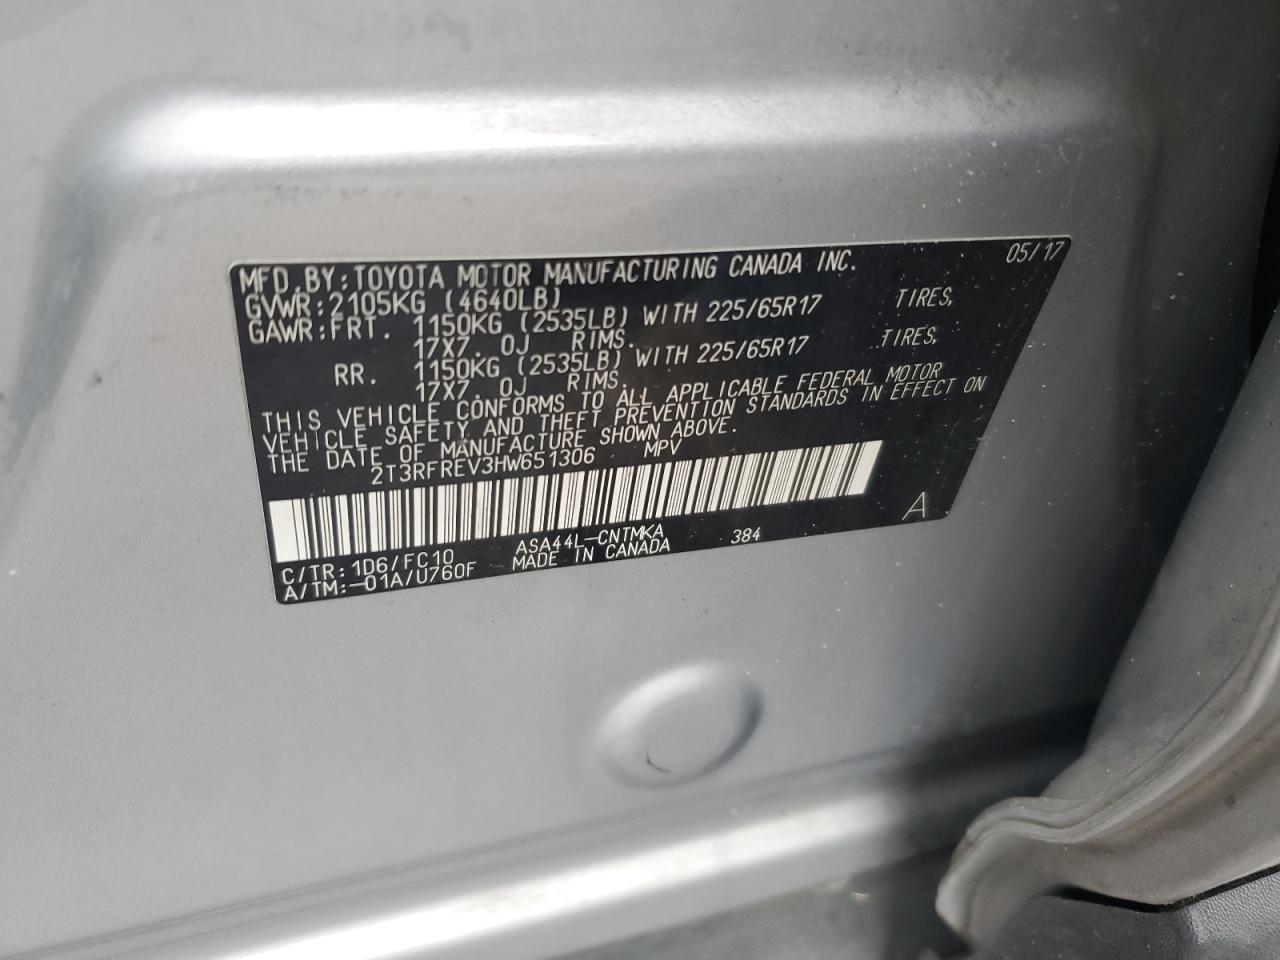 MFD.BY:TOYOTA MOTOR MANUFACTURING CANADA INC. 05/17
GVWR:2105KG (4640LB)
GAWR:FRT. 1150KG (2535LB) WITH 225/65R17 TIRES,
17X7. 0J RIMS.
RR. 1150KG (2535LB) WITH 225/65R17 TIRES,
17X7. 0J RIMS.
THIS VEHICLE CONFORMS TO ALL APPLICABLE FEDERAL MOTOR
VEHICLE SAFETY AND THEFT PREVENTION STANDARDS IN EFFECT ON
THE DATE OF MANUFACTURE SHOWN ABOVE.
2T3RFREV3HW651306 MPV
A
C/TR:1D6/FC10 ASA44L-CNTMKA 384
A/TM:-01A/U760F MADE IN CANADA